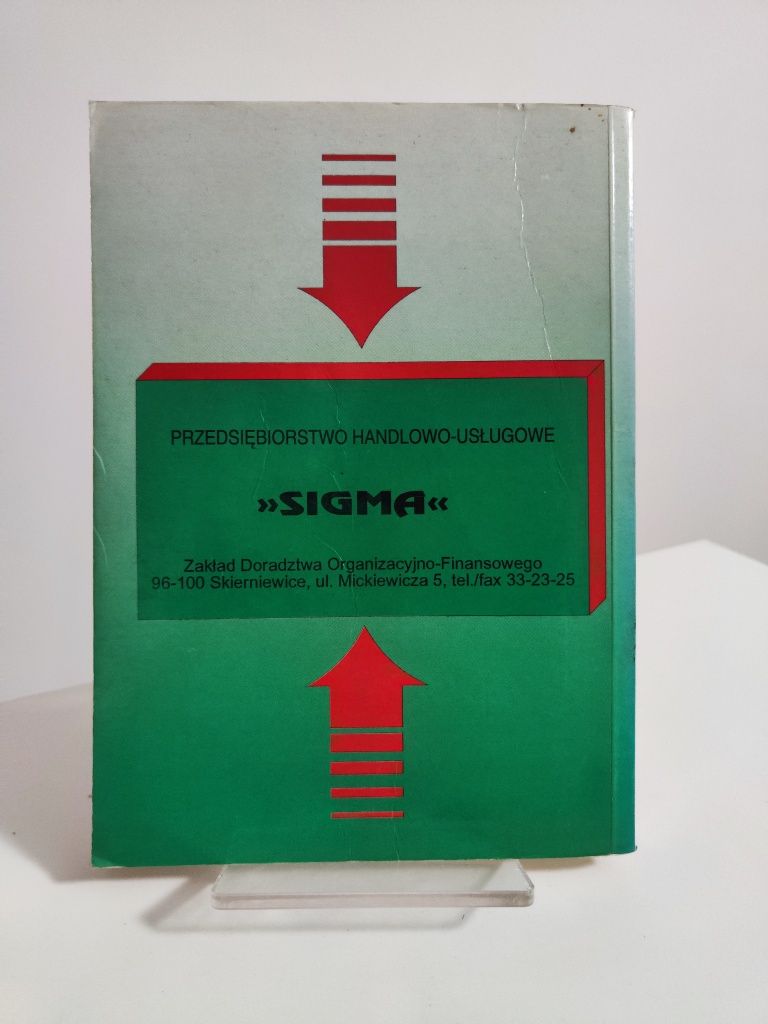 PRZEDSIĘBIORSTWO HANDLOWO-USŁUGOWE
»SIGMA«
Zakład Doradztwa Organizacyjno-Finansowego
96-100 Skierniewice, ul. Mickiewicza 5, tel./fax 33-23-25